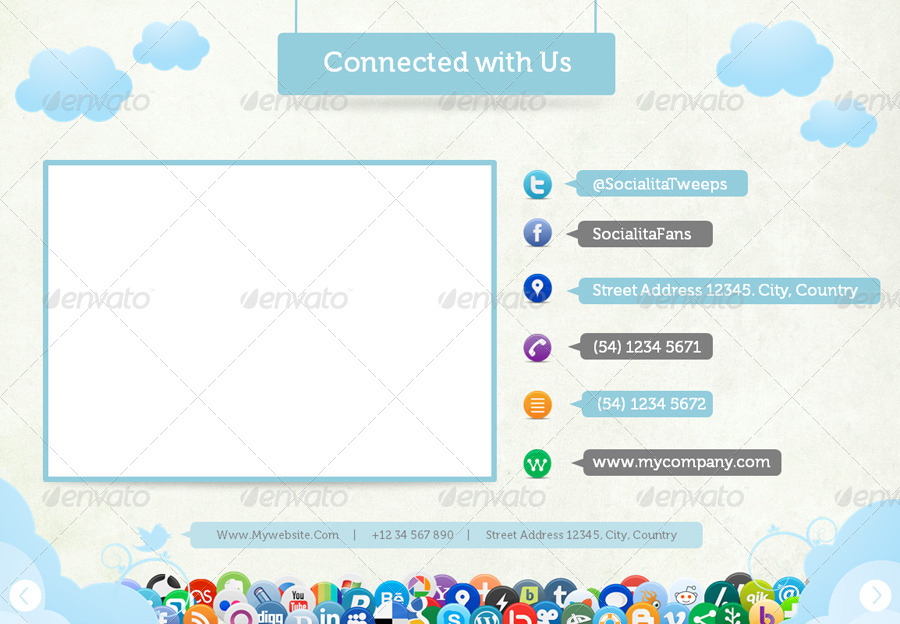 Connected with Us
envato envato envato envato envato
@SocialitaTweeps
SocialitaFans
Street Address 12345. City, Country
envato envato envato envato envato
(54) 1234 5671
(54) 1234 5672
www.mycompany.com
envato envato envato envato envato
Www.Mywebsite.Com | +12 34 567 890 | Street Address 12345, City, Country
You
Tube
Bē
qik
digg
in